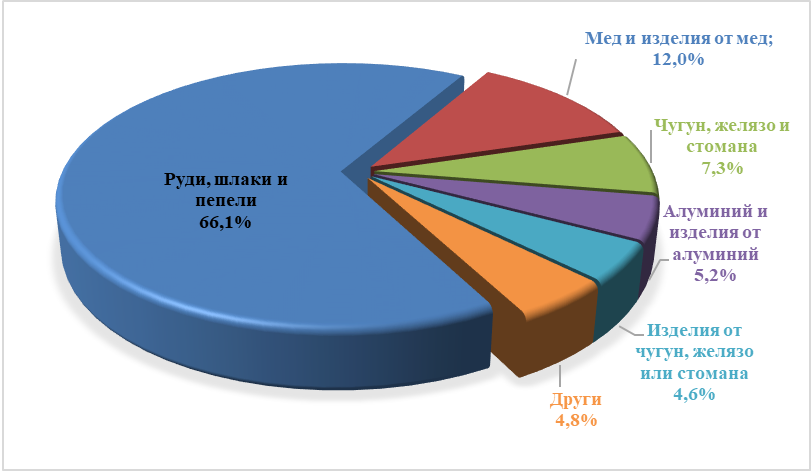 Мед и изделия от мед;
12,0%
Чугун, желязо и
стомана
7,3%
Руди, шлаки и
пепели
66,1%
Алуминий и
изделия от
алуминий
5,2%
Изделия от
чугун, желязо
или стомана
4,6%
Други
4,8%